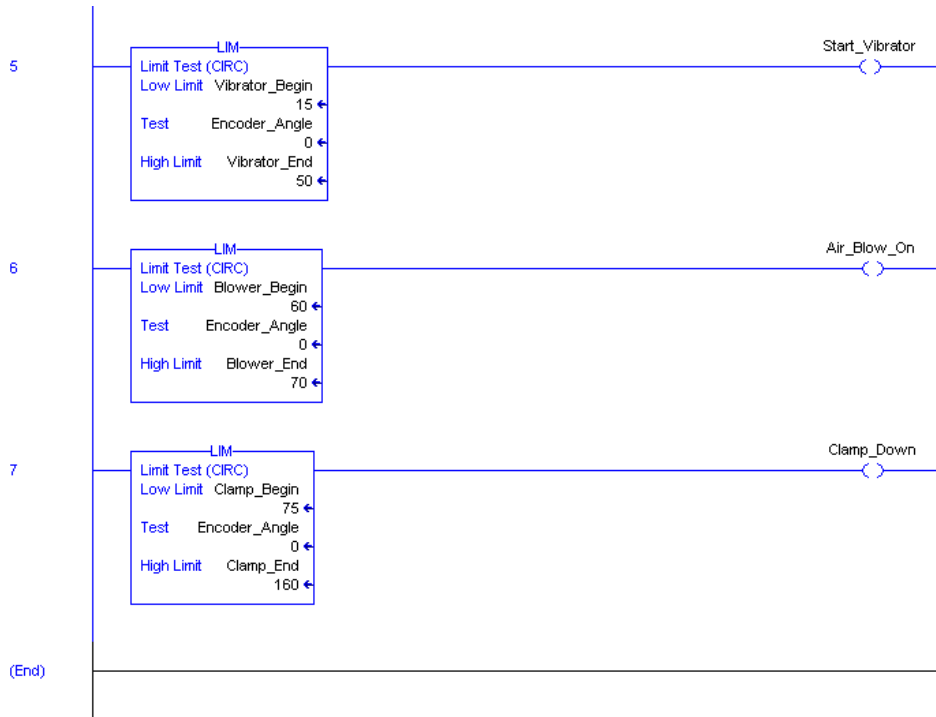 LIM
Start_Vibrator
5
Limit Test (CIRC)
Low Limit Vibrator_Begin
15
Test Encoder_Angle
0
High Limit Vibrator_End
50
LIM
Air_Blow_On
6
Limit Test (CIRC)
Low Limit Blower_Begin
60
Test Encoder_Angle
0
High Limit Blower_End
70
LIM
Clamp_Down
7
Limit Test (CIRC)
Low Limit Clamp_Begin
75
Test Encoder_Angle
0
High Limit Clamp_End
160
(End)